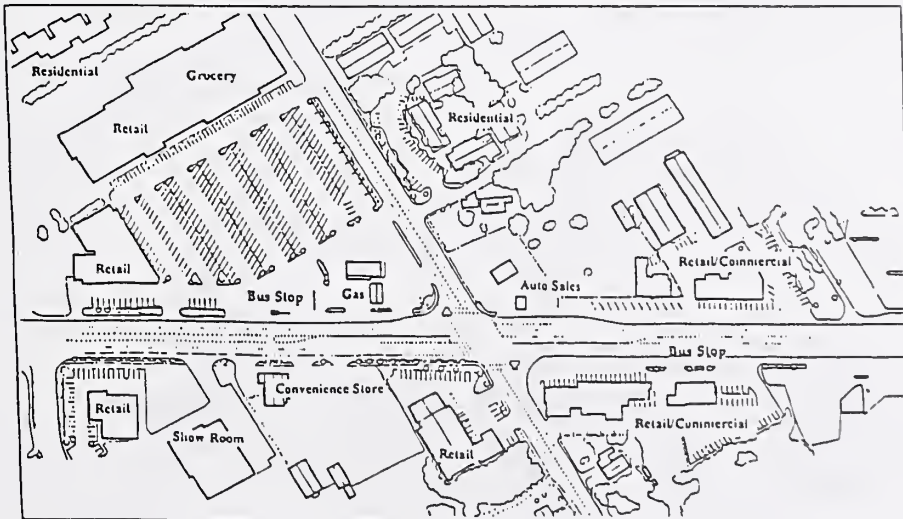 Residential
Grocery
Retail
Residential
Retail
Bus Stop
Gas
Auto Sales
Retail/Commercial
Bus Stop
Retail
Convenience Store
Show Room
Retail
Retail/Commercial